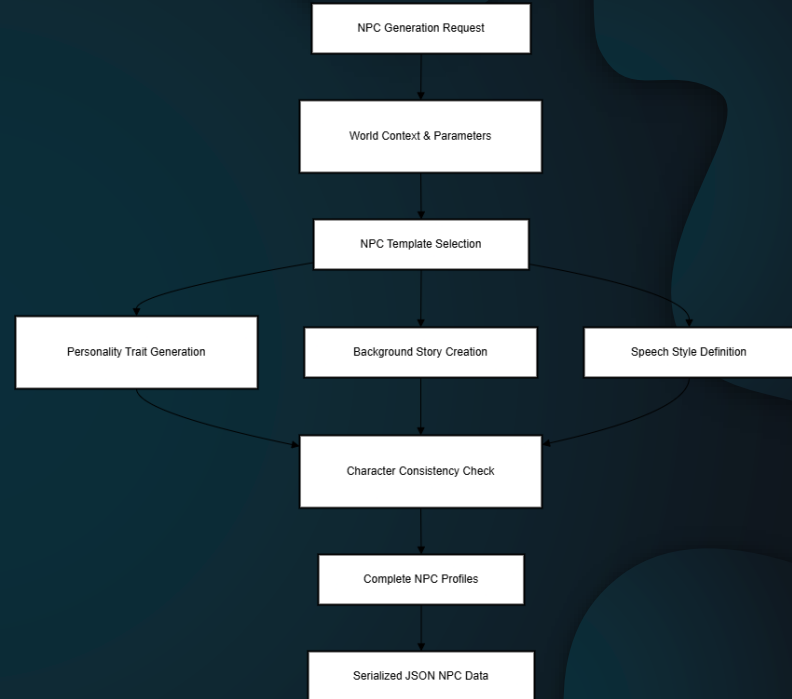 NPC Generation Request
World Context & Parameters
NPC Template Selection
Personality Trait Generation
Background Story Creation
Speech Style Definition
Character Consistency Check
Complete NPC Profiles
Serialized JSON NPC Data